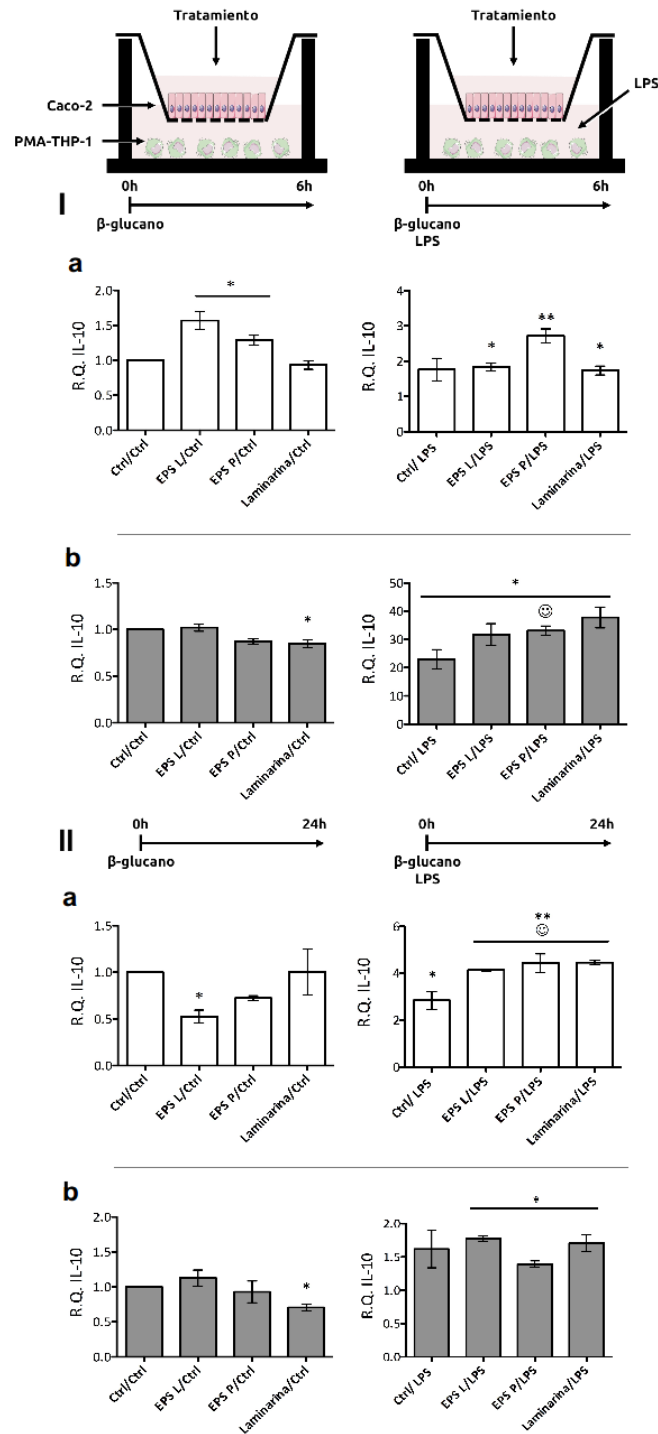 Tratamiento
Tratamiento
Caco-2
PMA-THP-1
LPS
0h 6h
β-glucano
0h 6h
β-glucano
LPS
I
a
R.Q. IL-10
2.0
1.5
1.0
0.5
0.0
*
Ctrl/Ctrl
EPS L/Ctrl
EPS P/Ctrl
Laminarina/Ctrl
R.Q. IL-10
4
3
2
1
0
*
**
*
Ctrl/ LPS
EPS L/LPS
EPS P/LPS
Laminarina/LPS
b
R.Q. IL-10
1.5
1.0
0.5
0.0
*
Ctrl/Ctrl
EPS L/Ctrl
EPS P/Ctrl
Laminarina/Ctrl
R.Q. IL-10
50
40
30
20
10
0
*
☺
Ctrl/ LPS
EPS L/LPS
EPS P/LPS
Laminarina/LPS
II
0h 24h
β-glucano
0h 24h
β-glucano
LPS
a
R.Q. IL-10
1.5
1.0
0.5
0.0
*
Ctrl/Ctrl
EPS L/Ctrl
EPS P/Ctrl
Laminarina/Ctrl
R.Q. IL-10
6
4
2
0
*
**
☺
Ctrl/ LPS
EPS L/LPS
EPS P/LPS
Laminarina/LPS
b
R.Q. IL-10
2.0
1.5
1.0
0.5
0.0
*
Ctrl/Ctrl
EPS L/Ctrl
EPS P/Ctrl
Laminarina/Ctrl
R.Q. IL-10
2.0
1.5
1.0
0.5
0.0
*
Ctrl/ LPS
EPS L/LPS
EPS P/LPS
Laminarina/LPS